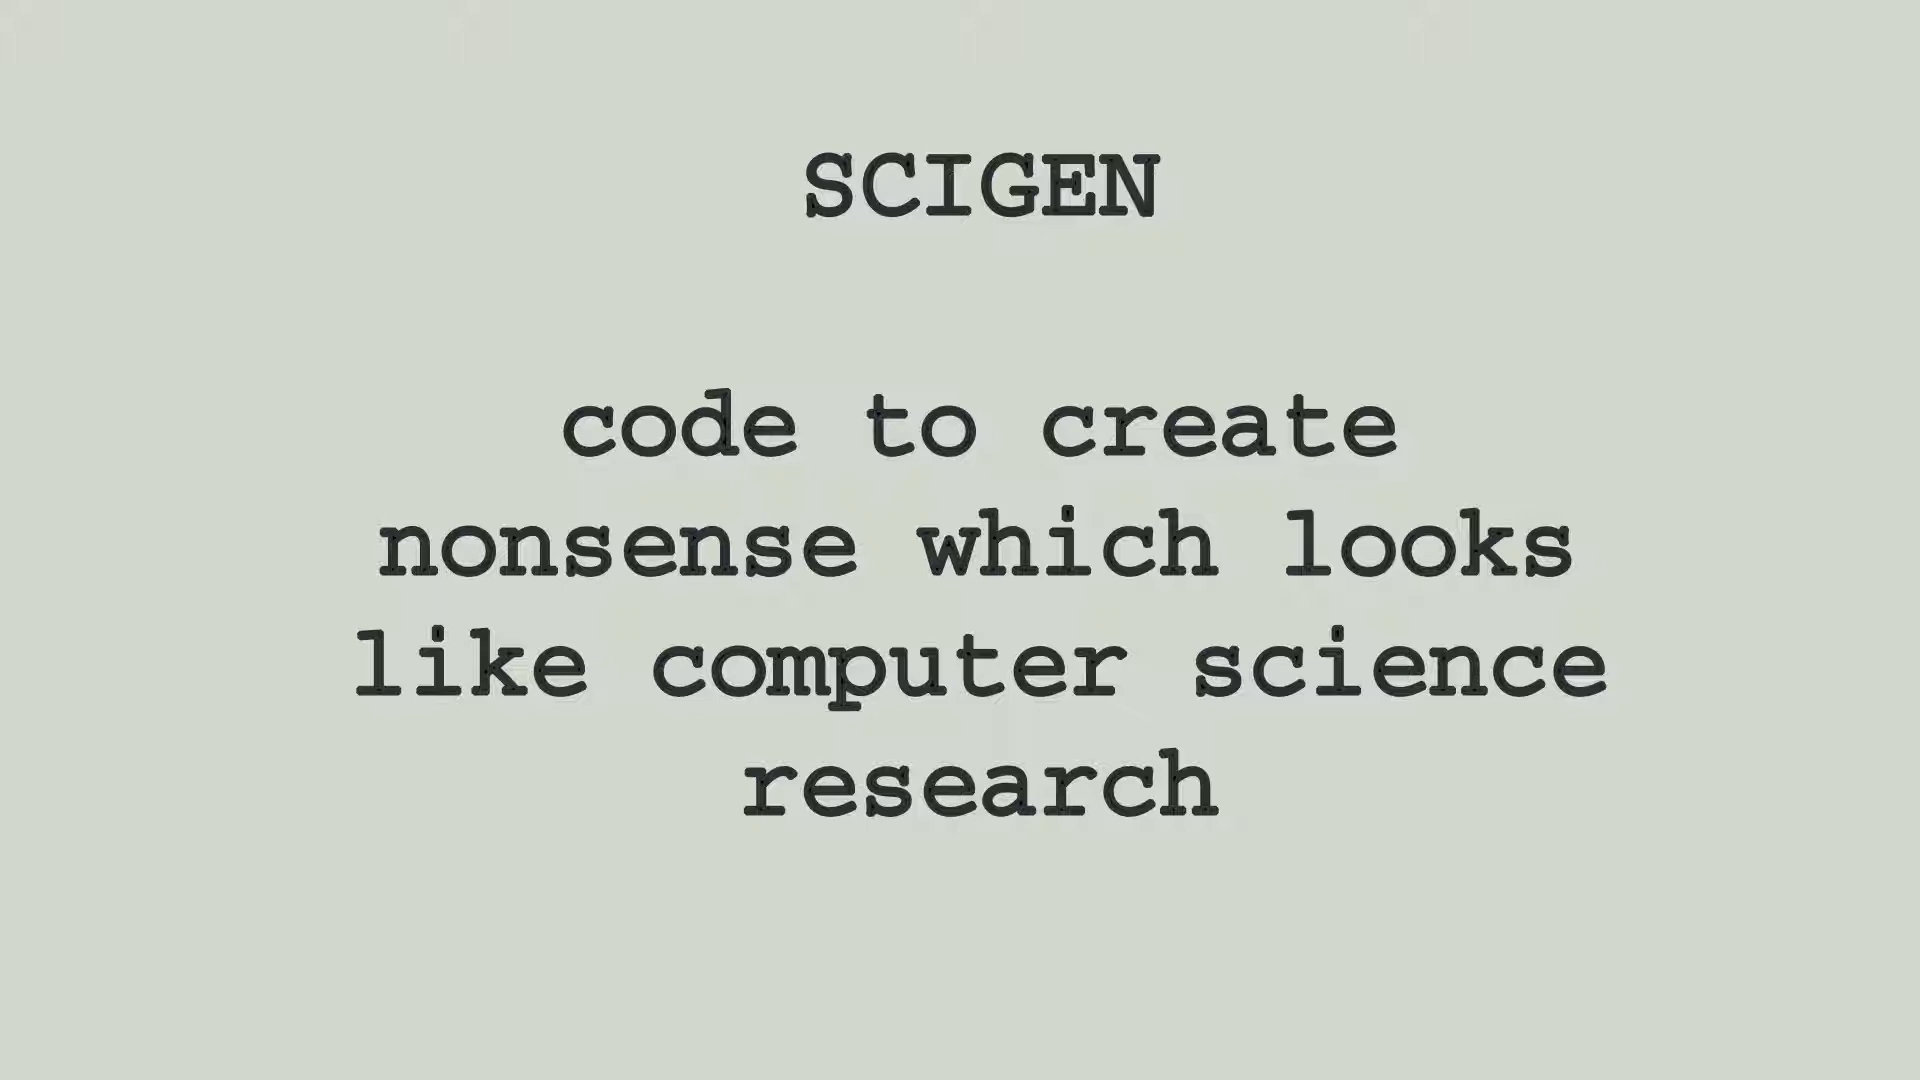 SCIGEN
code to create
nonsense which looks
like computer science
research